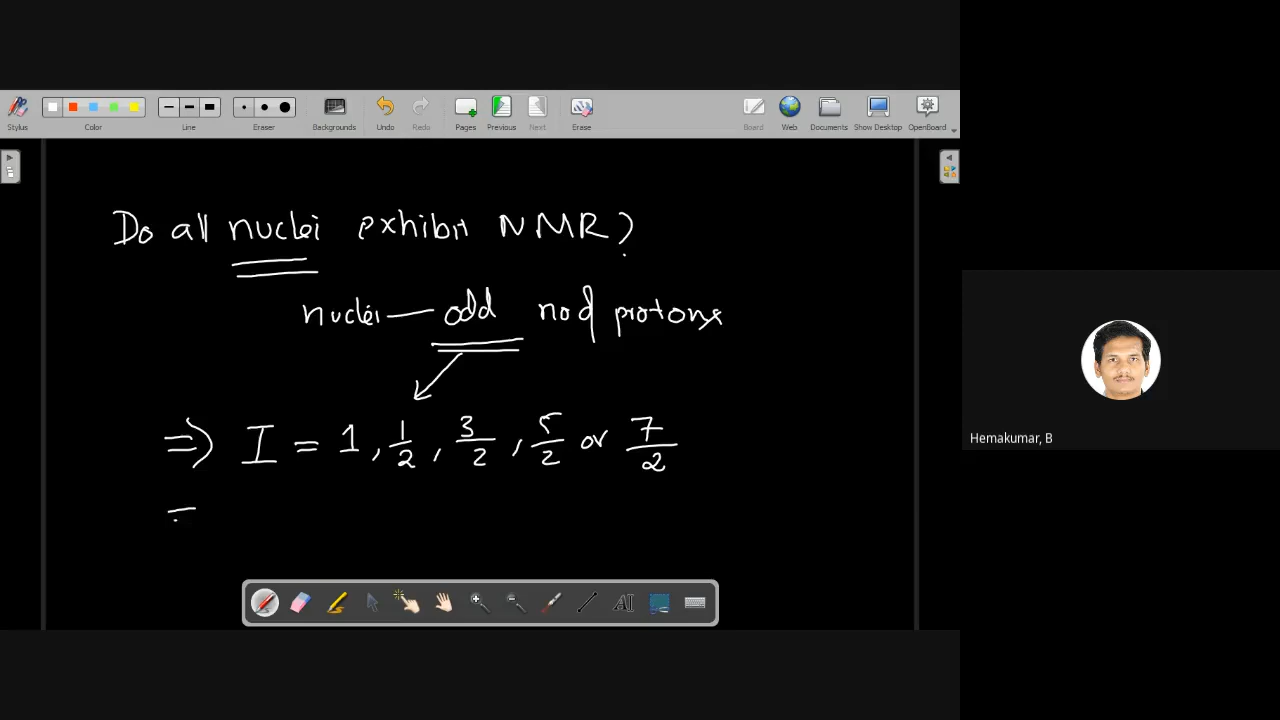 Stylus Color Line Eraser Backgrounds Undo Redo Pages Previous Next Erase Board Web Documents Show Desktop OpenBoard
Do all nuclei exhibit NMR?
nuclei — odd no of protons
⇒ I = 1, 1/2, 3/2, 5/2 or 7/2
Hemakumar, B